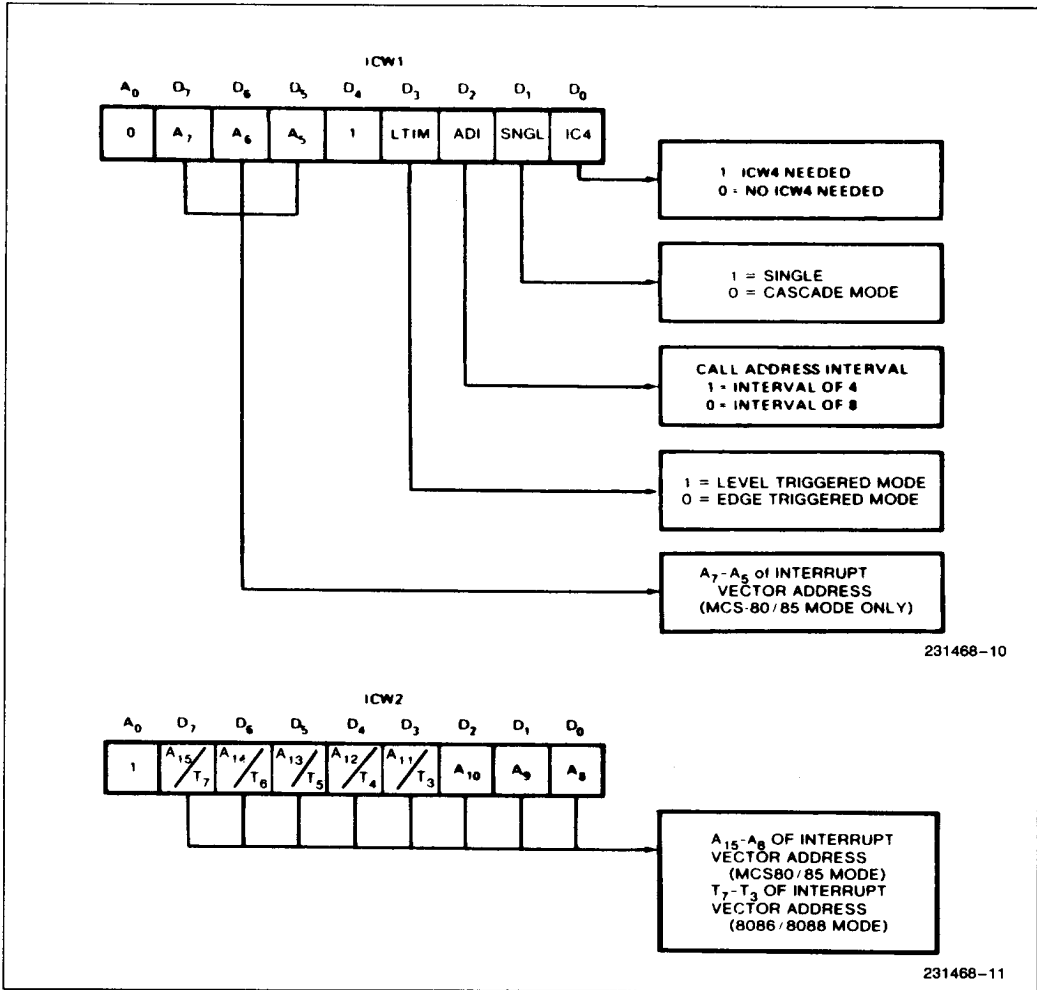 ICW1
A₀ D₇ D₆ D₅ D₄ D₃ D₂ D₁ D₀
0 A₇ A₆ A₅ 1 LTIM ADI SNGL IC4
1 ICW4 NEEDED
0 = NO ICW4 NEEDED
1 = SINGLE
0 = CASCADE MODE
CALL ADDRESS INTERVAL
1 = INTERVAL OF 4
0 = INTERVAL OF 8
1 = LEVEL TRIGGERED MODE
0 = EDGE TRIGGERED MODE
A₇-A₅ of INTERRUPT
VECTOR ADDRESS
(MCS-80/85 MODE ONLY)
231468-10
ICW2
A₀ D₇ D₆ D₅ D₄ D₃ D₂ D₁ D₀
1 A₁₅/T₇ A₁₄/T₆ A₁₃/T₅ A₁₂/T₄ A₁₁/T₃ A₁₀ A₉ A₈
A₁₅-A₈ OF INTERRUPT
VECTOR ADDRESS
(MCS80/85 MODE)
T₇-T₃ OF INTERRUPT
VECTOR ADDRESS
(8086/8088 MODE)
231468-11